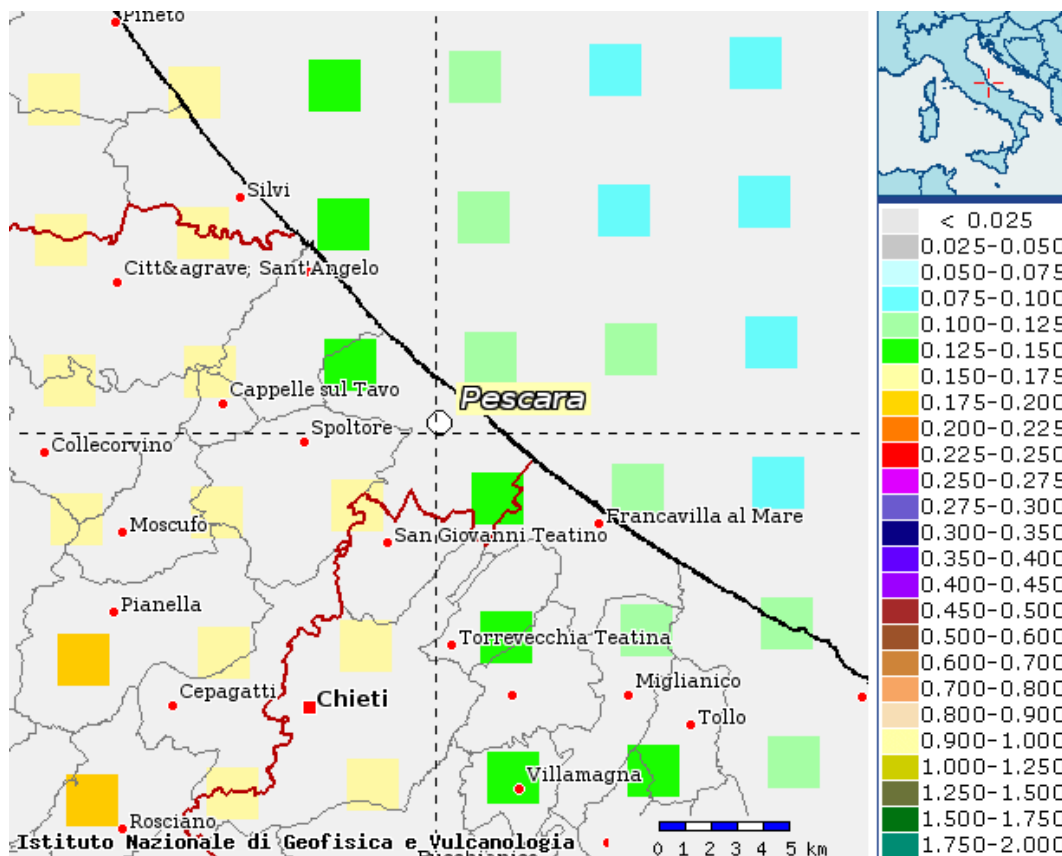 Pineto
Silvi
Citt&agrave; Sant'Angelo
Cappelle sul Tavo
Pescara
Spoltore
Collecorvino
Moscufo
San Giovanni Teatino
Francavilla al Mare
Pianella
Torrevecchia Teatina
Cepagatti
Chieti
Miglianico
Tollo
Villamagna
Rosciano
Istituto Nazionale di Geofisica e Vulcanologia
0 1 2 3 4 5 km
< 0.025
0.025-0.050
0.050-0.075
0.075-0.100
0.100-0.125
0.125-0.150
0.150-0.175
0.175-0.200
0.200-0.225
0.225-0.250
0.250-0.275
0.275-0.300
0.300-0.350
0.350-0.400
0.400-0.450
0.450-0.500
0.500-0.600
0.600-0.700
0.700-0.800
0.800-0.900
0.900-1.000
1.000-1.250
1.250-1.500
1.500-1.750
1.750-2.000